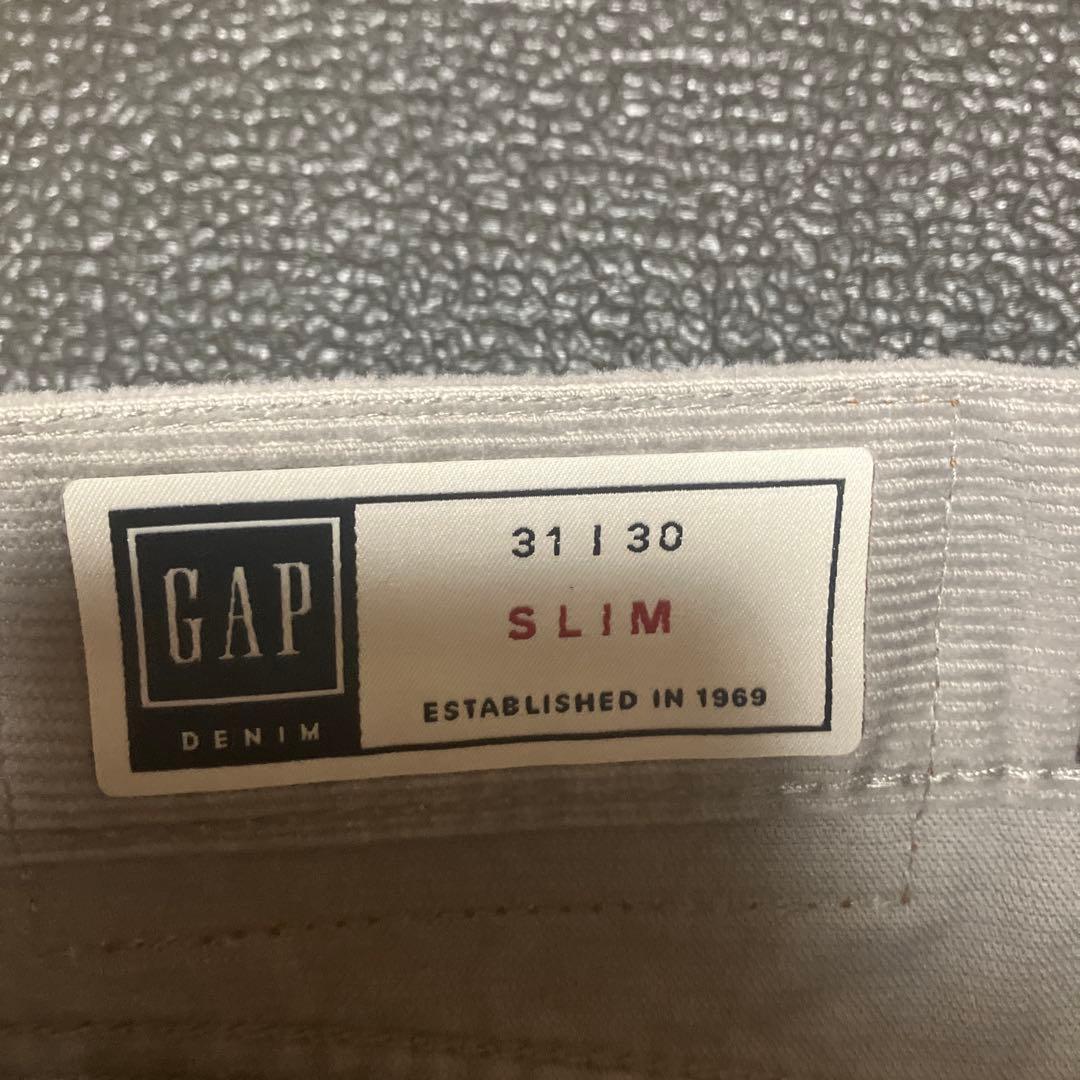 GAP
DENIM
31 | 30
SLIM
ESTABLISHED IN 1969